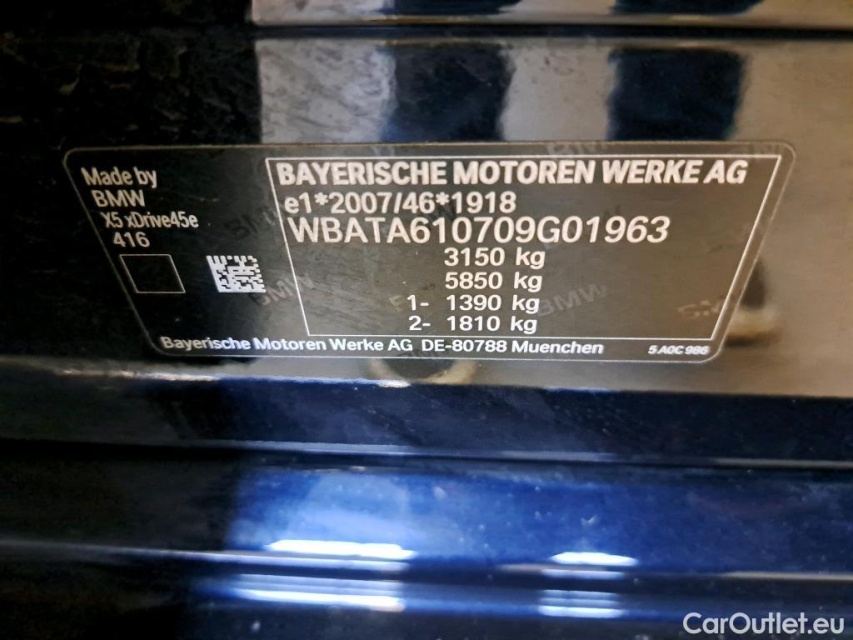 Made by
BMW
X5 xDrive45e
416
BAYERISCHE MOTOREN WERKE AG
e1*2007/46*1918
WBATA610709G01963
3150 kg
5850 kg
1- 1390 kg
2- 1810 kg
Bayerische Motoren Werke AG DE-80788 Muenchen
5 A0C 986
CarOutlet.eu